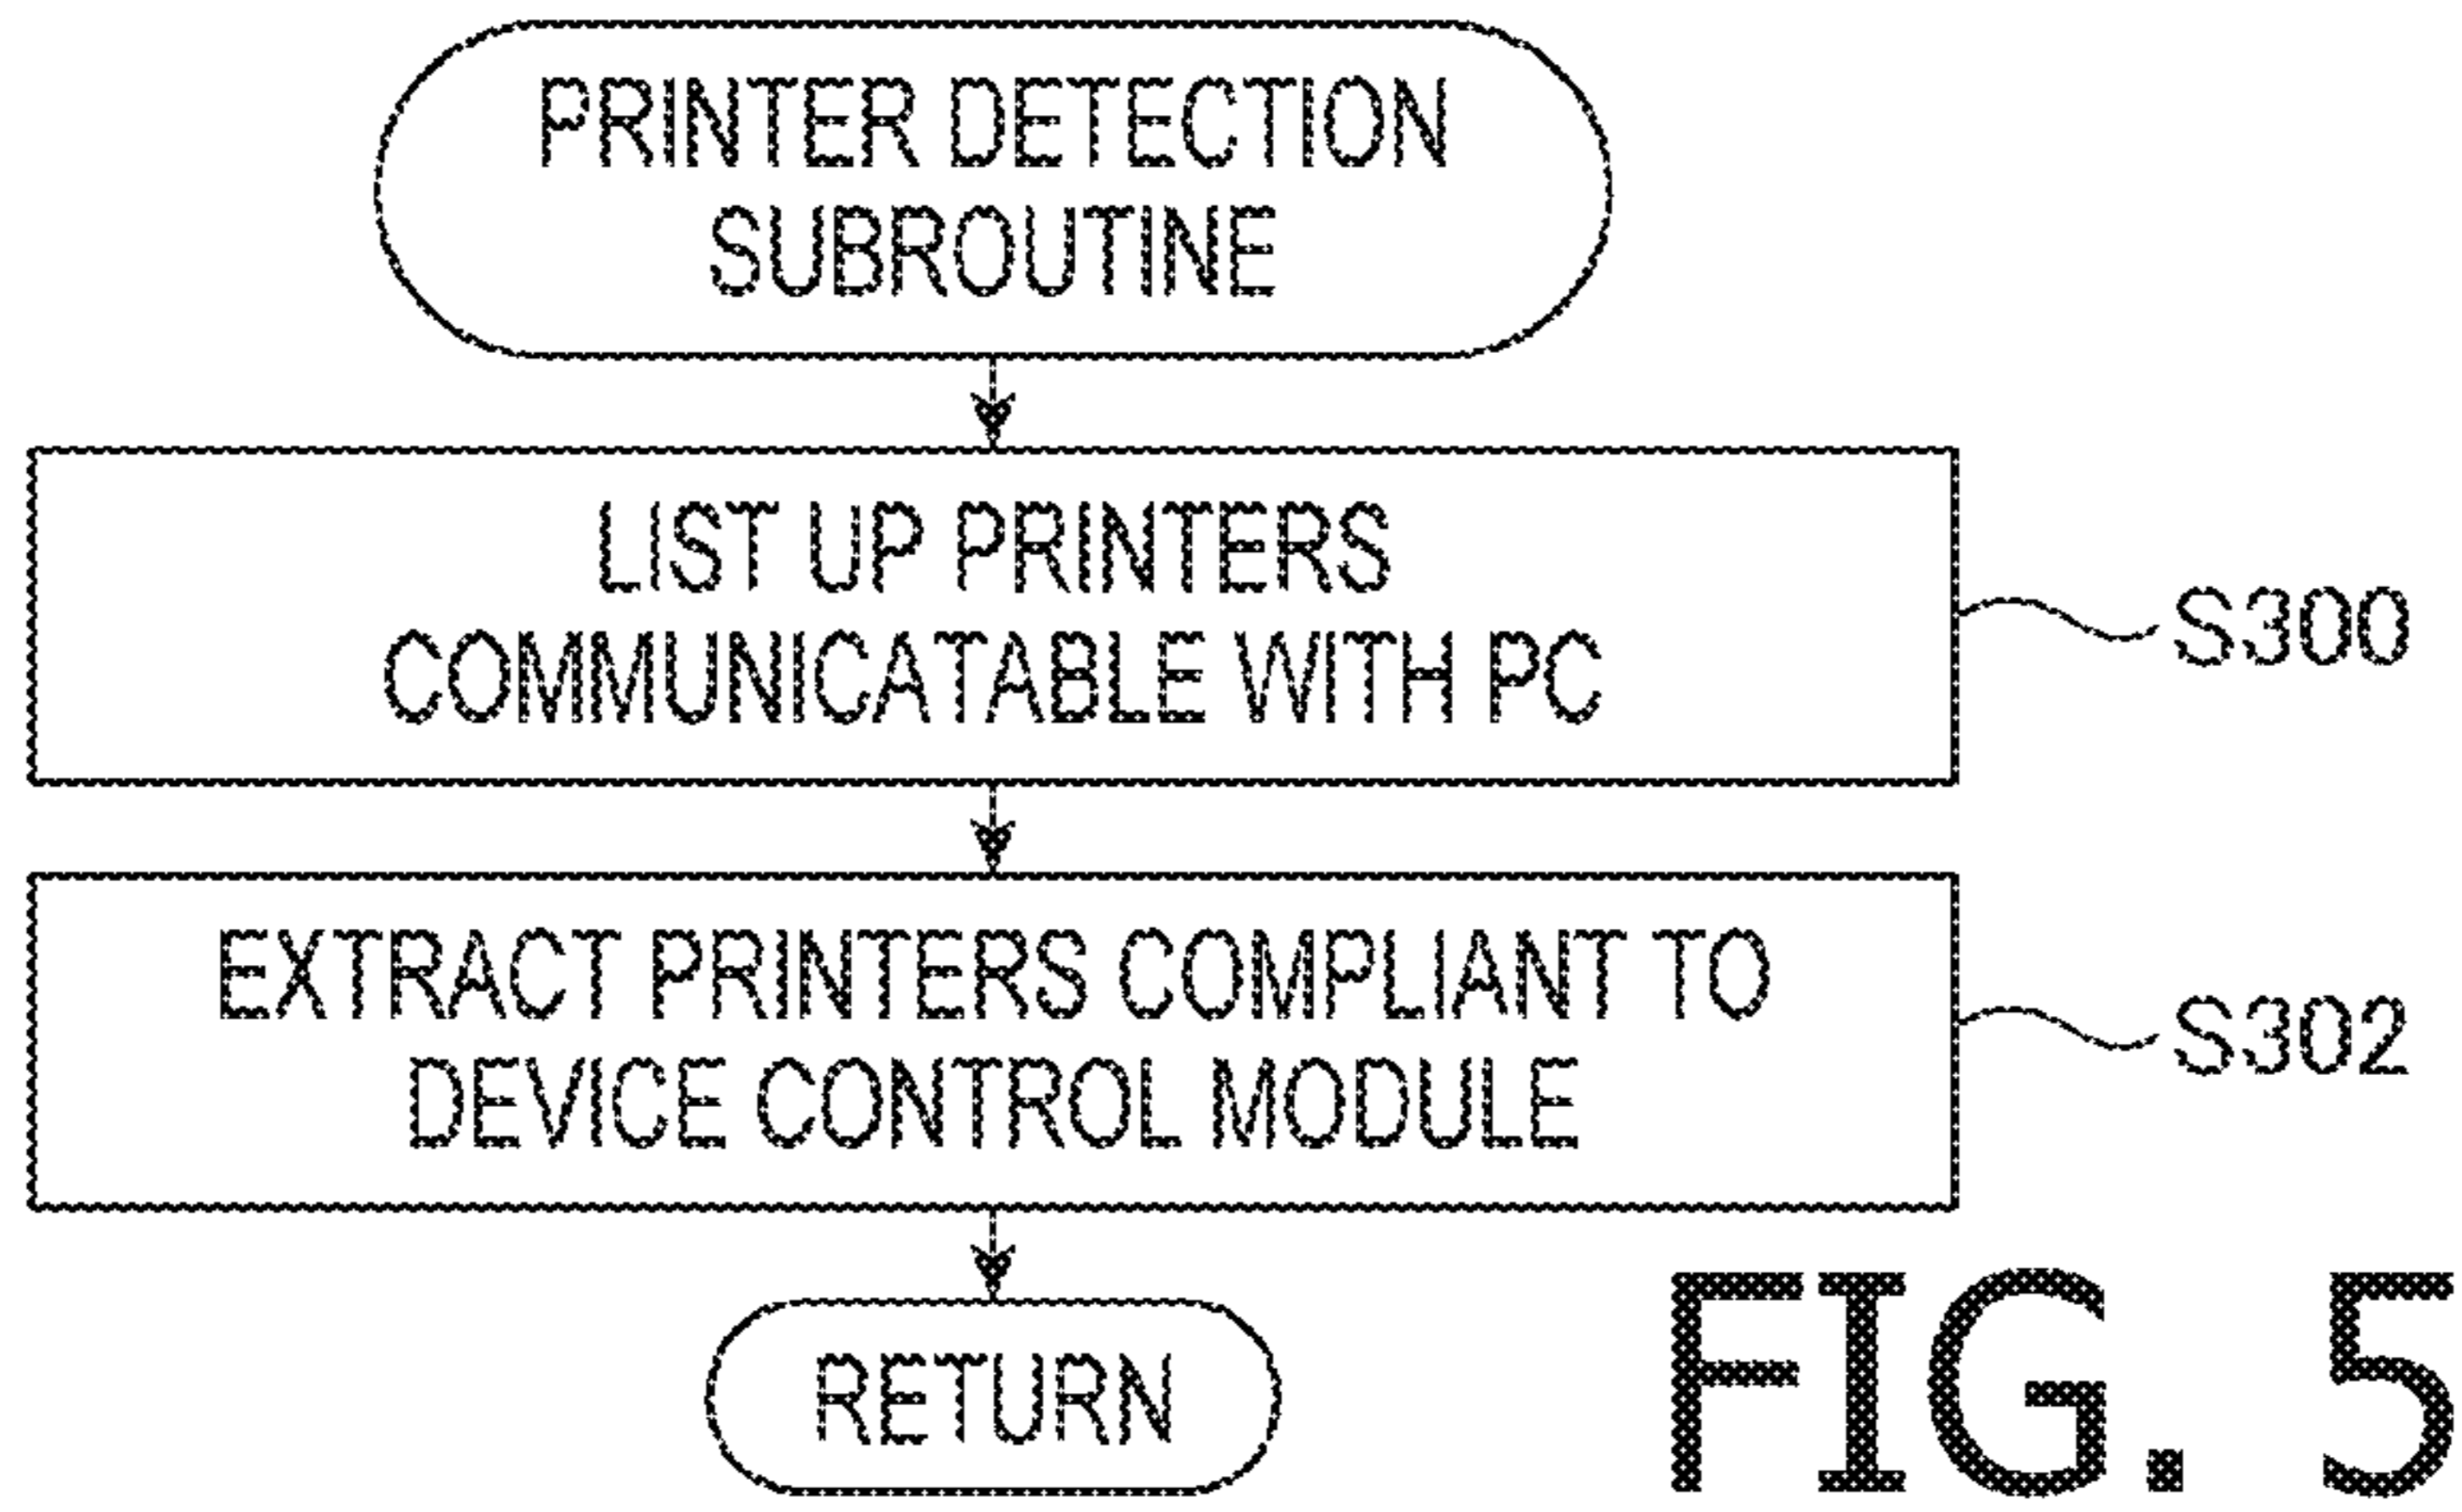 PRINTER DETECTION
SUBROUTINE
LIST UP PRINTERS
COMMUNICATABLE WITH PC
S300
EXTRACT PRINTERS COMPLIANT TO
DEVICE CONTROL MODULE
S302
RETURN
FIG. 5